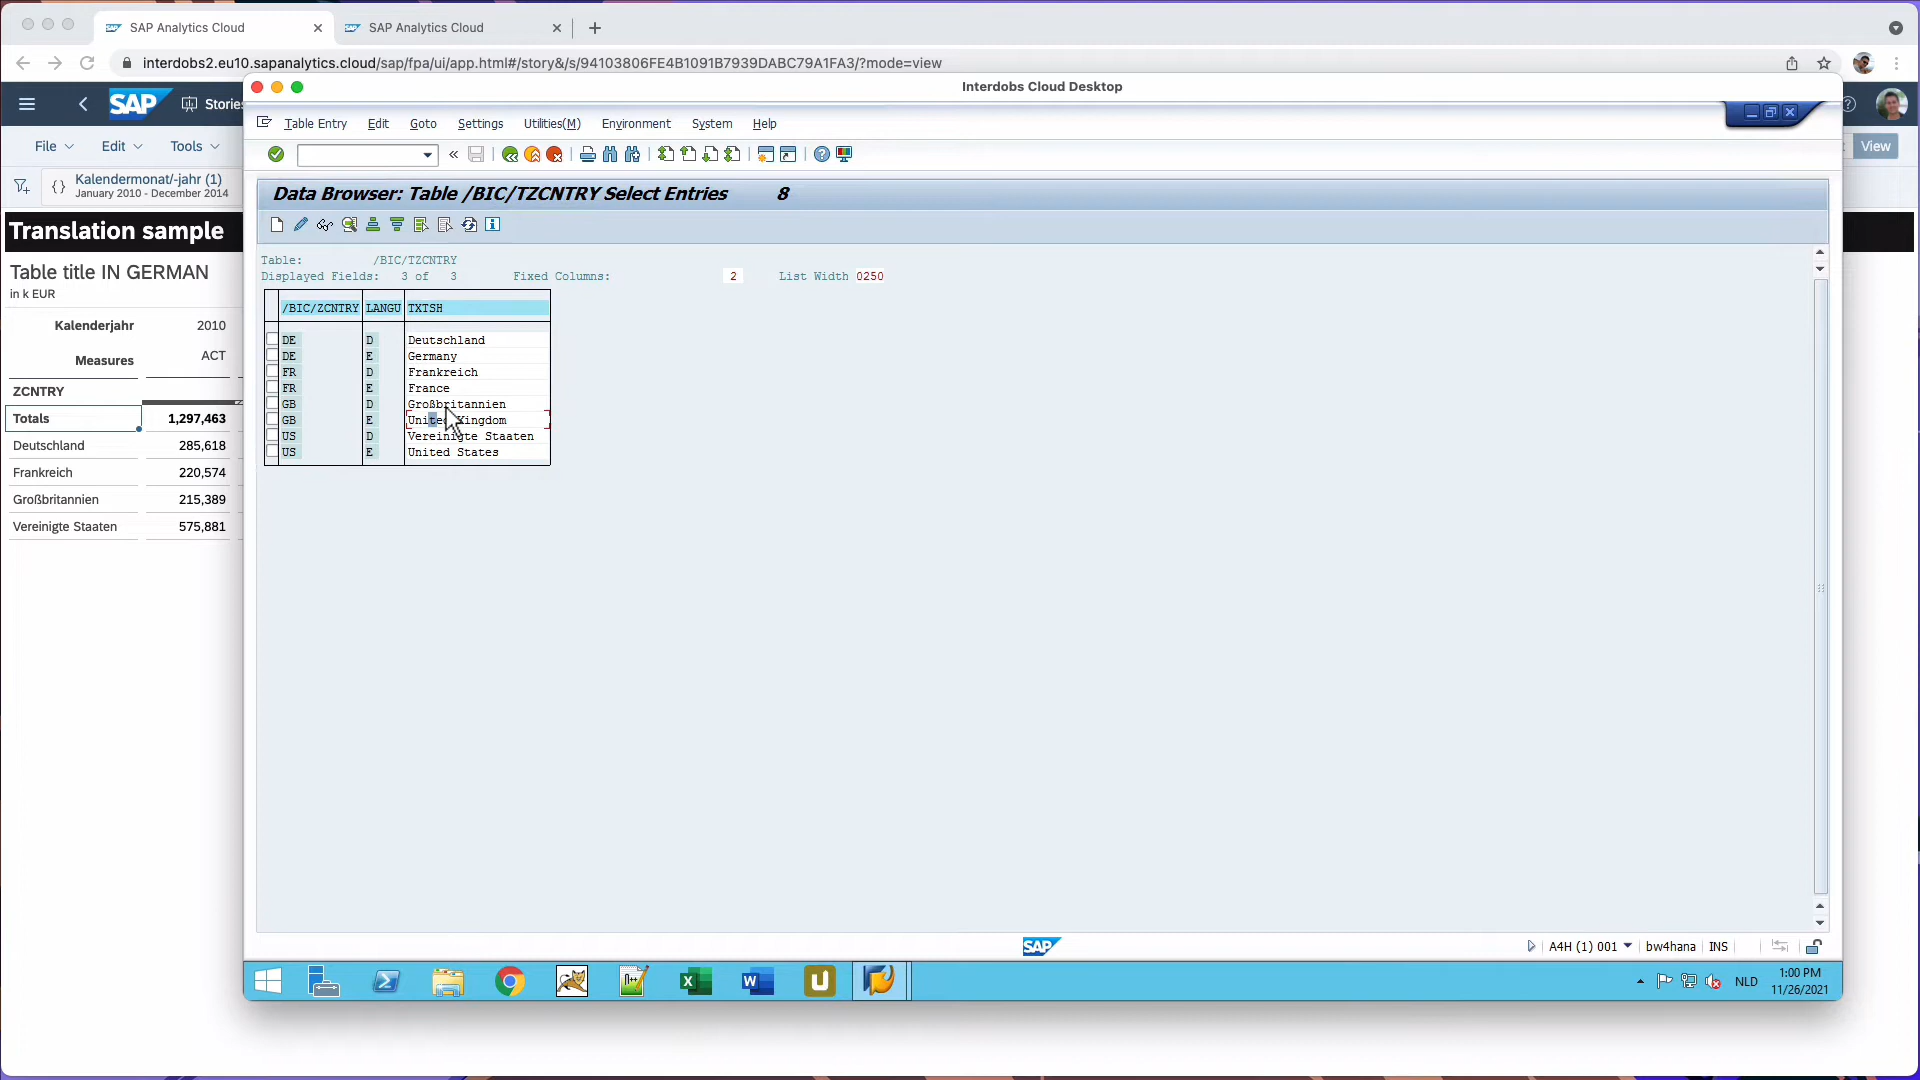 SAP Analytics Cloud
SAP Analytics Cloud
interdobs2.eu10.sapanalytics.cloud/sap/fpa/ui/app.html#/story&/s/94103806FE4B1091B7939DABC79A1FA3/?mode=view
Interdobs Cloud Desktop
SAP Stories
Table Entry Edit Goto Settings Utilities(M) Environment System Help
File Edit Tools
View
Kalendermonat/-jahr (1)
January 2010 - December 2014
Data Browser: Table /BIC/TZCNTRY Select Entries 8
Translation sample
Table title IN GERMAN
in k EUR
Kalenderjahr 2010
Measures ACT
ZCNTRY
Totals 1,297,463
Deutschland 285,618
Frankreich 220,574
Großbritannien 215,389
Vereinigte Staaten 575,881
Table: /BIC/TZCNTRY
Displayed Fields: 3 of 3 Fixed Columns: 2 List Width 0250
/BIC/ZCNTRY LANGU TXTSH
DE D Deutschland
DE E Germany
FR D Frankreich
FR E France
GB D Großbritannien
GB E United Kingdom
US D Vereinigte Staaten
US E United States
SAP
A4H (1) 001 bw4hana INS
NLD
1:00 PM
11/26/2021